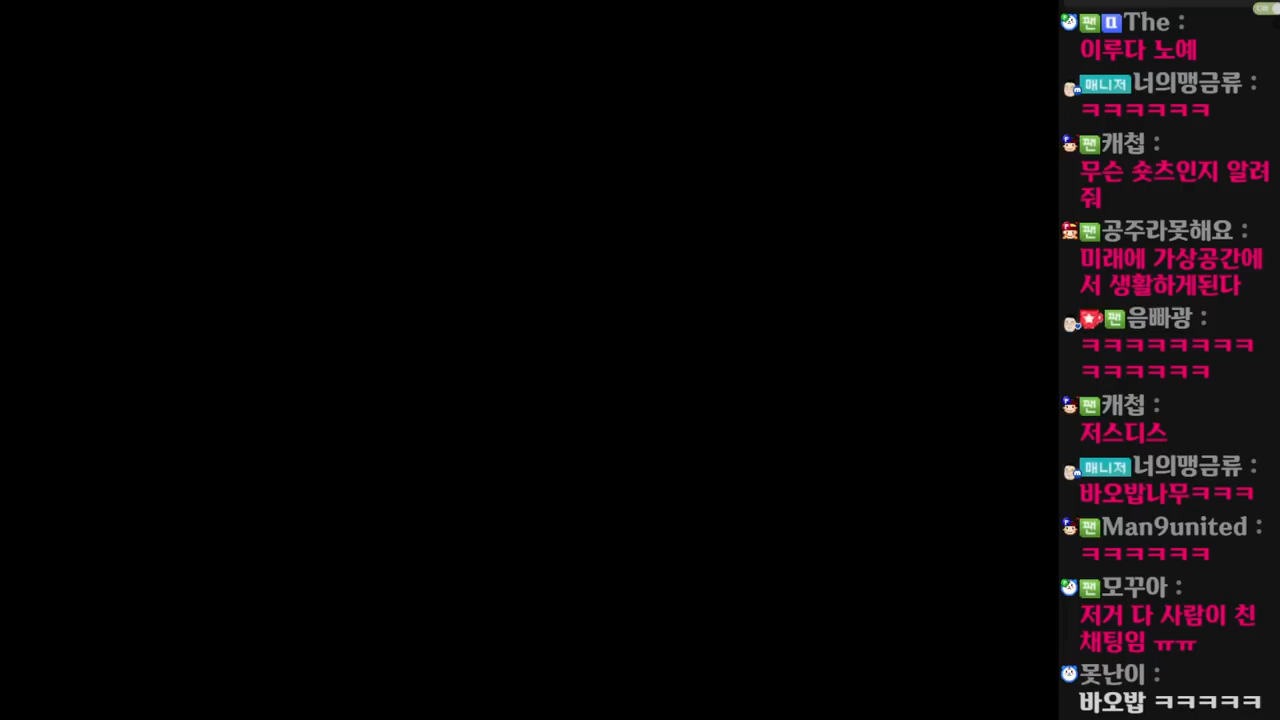 팬 The :
이루다 노예
매니저 너의맹금류 :
ㅋㅋㅋㅋㅋㅋ
팬 캐첩 :
무슨 숏츠인지 알려
줘
팬 공주라못해요 :
미래에 가상공간에
서 생활하게된다
팬 음빠광 :
ㅋㅋㅋㅋㅋㅋㅋㅋ
ㅋㅋㅋㅋㅋㅋ
팬 캐첩 :
저스디스
매니저 너의맹금류 :
바오밥나무ㅋㅋㅋ
팬 Man9united :
ㅋㅋㅋㅋㅋㅋ
팬 모꾸아 :
저거 다 사람이 친
채팅임 ㅠㅠ
못난이 :
바오밥 ㅋㅋㅋㅋㅋ